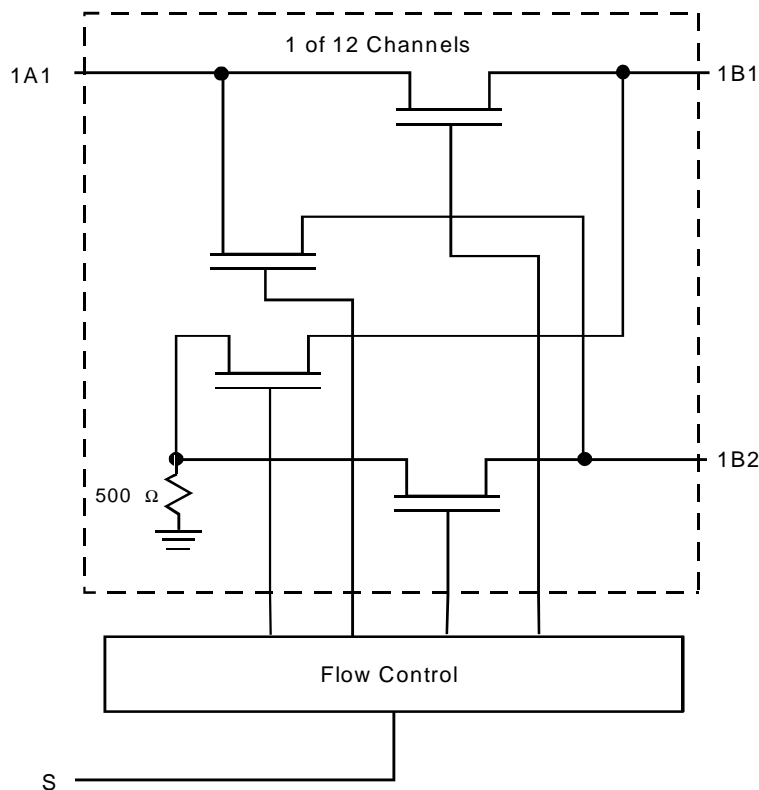 1 of 12 Channels
1A1
1B1
1B2
500 Ω
Flow Control
S